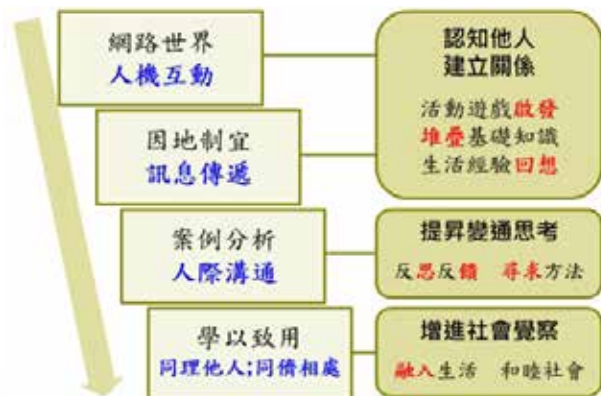 網路世界
人機互動
認知他人
建立關係
活動遊戲啟發
堆疊基礎知識
生活經驗回想
因地制宜
訊息傳遞
案例分析
人際溝通
提昇變通思考
反思反饋 尋求方法
學以致用
同理他人;同儕相處
增進社會覺察
融入生活 和睦社會